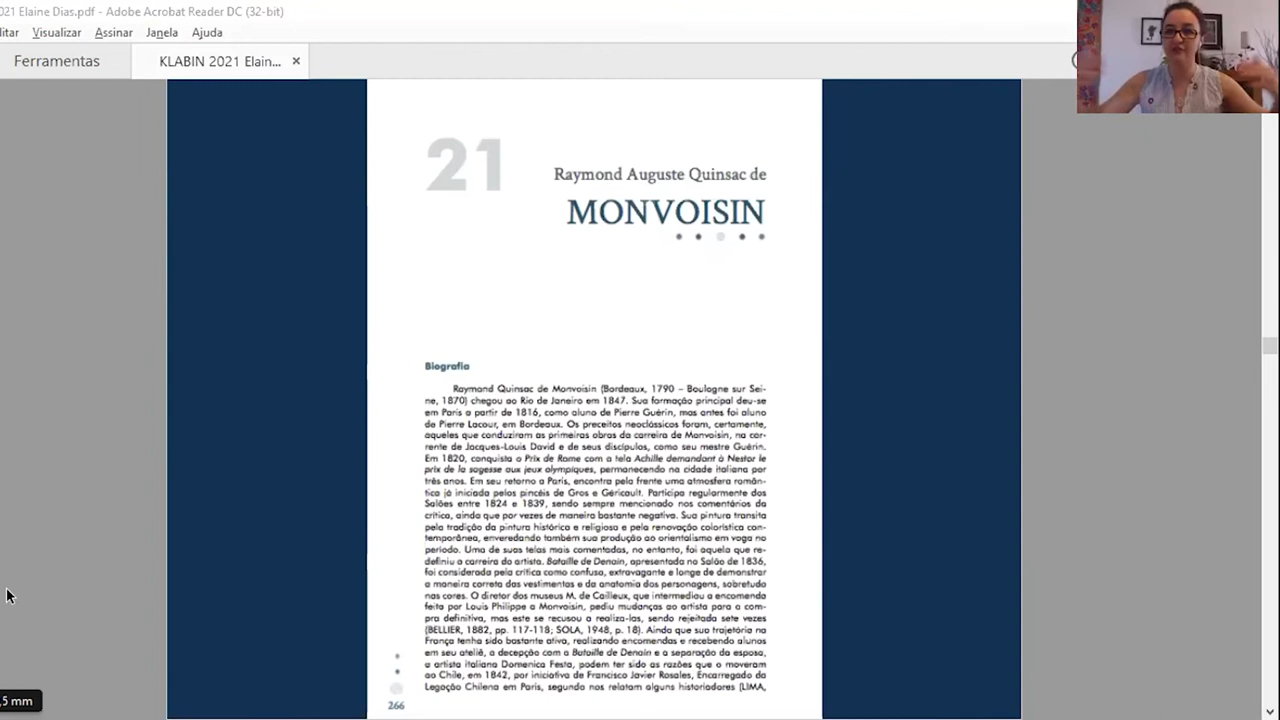 021 Elaine Dias.pdf - Adobe Acrobat Reader DC (32-bit)
litar Visualizar Assinar Janela Ajuda
Ferramentas KLABIN 2021 Elain... ×
21
Raymond Auguste Quinsac de
MONVOISIN
Biografia
Raymond Quinsac de Monvoisin (Bordeaux, 1790 – Boulogne sur Sei-
ne, 1870) chegou ao Rio de Janeiro em 1847. Sua formação principal deu-se
em Paris a partir de 1816, como aluno de Pierre Guérin, mas antes foi aluno
de Pierre Lacour, em Bordeaux. Os preceitos neoclássicos foram, certamente,
aqueles que conduziram as primeiras obras da carreira de Monvoisin, na cor-
rente de Jacques-Louis David e de seus discípulos, como seu mestre Guérin.
Em 1820, conquista o Prix de Rome com a tela Achille demandant à Nestor le
prix de la sagesse aux jeux olympiques, permanecendo na cidade italiana por
três anos. Em seu retorno a Paris, encontra pela frente uma atmosfera român-
tica já iniciada pelos pincéis de Gros e Géricault. Participa regularmente dos
Salões entre 1824 e 1839, sendo sempre mencionado nos comentários da
crítica, ainda que por vezes de maneira bastante negativa. Sua pintura transita
pela tradição da pintura histórica e religiosa e pela renovação colorística con-
temporânea, enveredando também sua produção ao orientalismo em voga no
período. Uma de suas telas mais comentadas, no entanto, foi aquela que re-
definiu a carreira do artista. Bataille de Denain, apresentada no Salão de 1836,
foi considerada pela crítica como confusa, extravagante e longe de demonstrar
a maneira correta das vestimentas e da anatomia dos personagens, sobretudo
nas cores. O diretor dos museus M. de Cailleux, que intermediou a encomenda
feita por Louis Philippe a Monvoisin, pediu mudanças ao artista para a com-
pra definitiva, mas este se recusou a realiza-las, sendo rejeitada sete vezes
(BELLIER, 1882, pp. 117-118; SOLA, 1948, p. 18). Ainda que sua trajetória na
França tenha sido bastante ativa, realizando encomendas e recebendo alunos
em seu ateliê, a decepção com a Bataille de Denain e a separação da esposa,
a artista italiana Domenica Festa, podem ter sido as razões que o moveram
ao Chile, em 1842, por iniciativa de Francisco Javier Rosales, Encarregado da
Legação Chilena em Paris, segundo nos relatam alguns historiadores (LIMA,
266
,5 mm